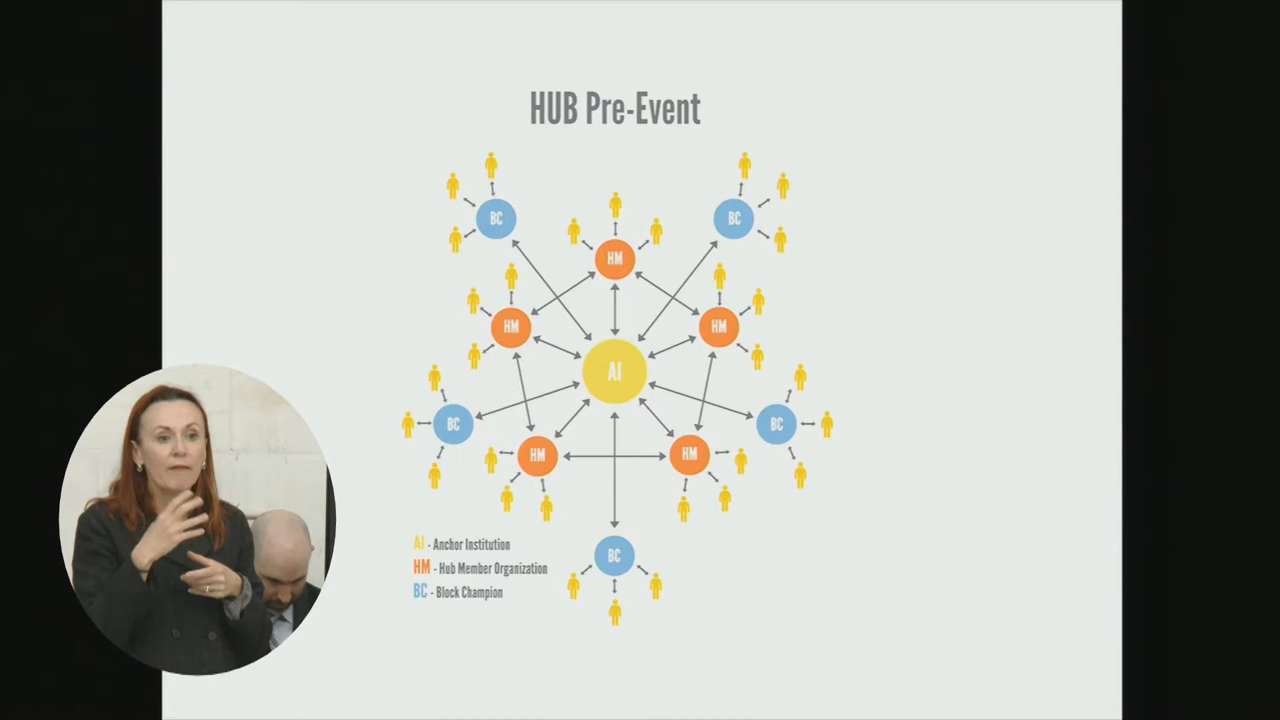 HUB Pre-Event
BC
BC
HM
HM
HM
AI
BC
BC
HM
HM
BC
AI - Anchor Institution
HM - Hub Member Organization
BC - Block Champion